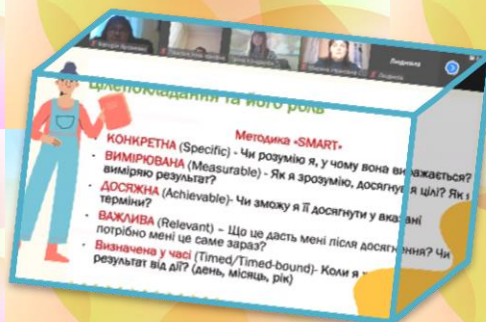 Людмила
Людмила
Цілепокладання та його роль
Методика «SMART»
КОНКРЕТНА (Specific) - Чи розумію я, у чому вона виражається?
ВИМІРЮВАНА (Measurable) - Як я зрозумію, досягнув я цілі? Як я
виміряю результат?
ДОСЯЖНА (Achievable)- Чи зможу я її досягнути у вказані
терміни?
ВАЖЛИВА (Relevant) – Що це дасть мені після досягнення? Чи
потрібно мені це саме зараз?
Визначена у часі (Timed/Timed-bound)- Коли я
результат від дії? (день, місяць, рік)